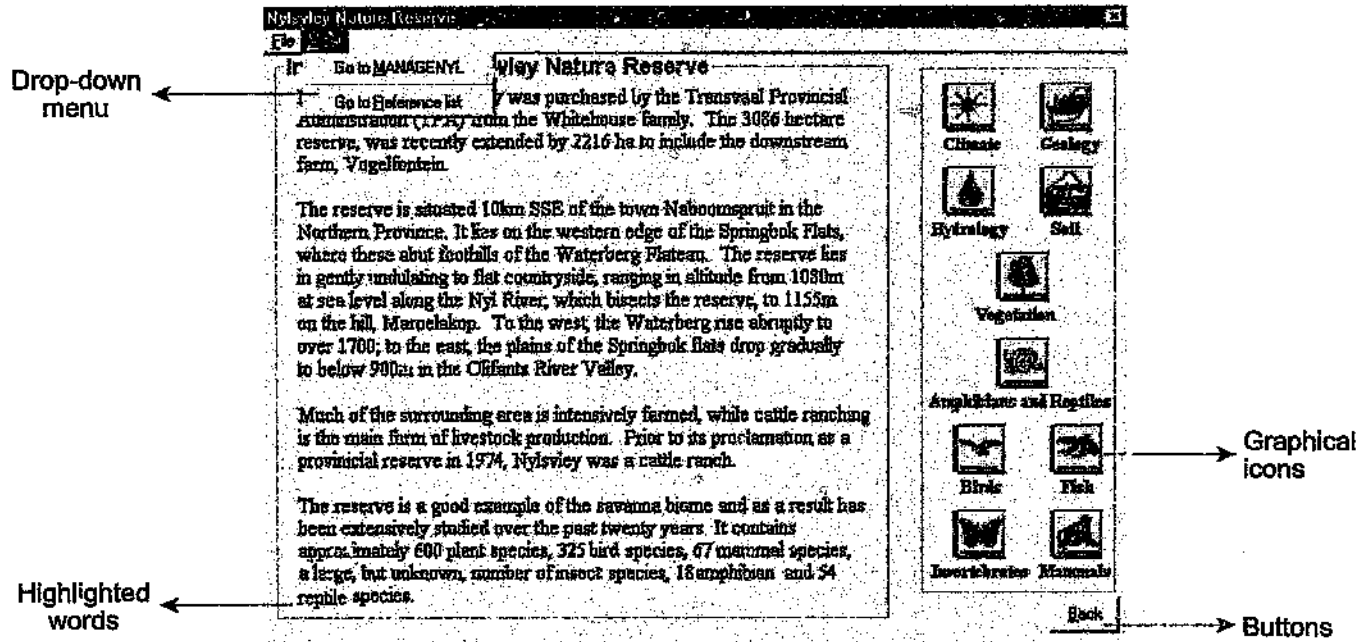 Nylsvley Nature Reserve
File
Drop-down
menu
Go to MANAGENYL
Go to Reference list
In
vley Nature Reserve
y was purchased by the Transvaal Provincial
Administration (TPA) from the Whitehouse family. The 3086 hectare
reserve, was recently extended by 2216 ha to include the downstream
farm, Vogelfontein.
The reserve is situated 10km SSE of the town Naboomspruit in the
Northern Province. It lies on the western edge of the Springbok Flats,
where these abut foothills of the Waterberg Plateau. The reserve lies
in gently undulating to flat countryside, ranging in altitude from 1080m
at sea level along the Nyl River, which bisects the reserve, to 1155m
on the hill, Maroelakop. To the west, the Waterberg rise abruptly to
over 1700; to the east, the plains of the Springbok flats drop gradually
to below 900m in the Olifants River Valley.
Much of the surrounding area is intensively farmed, while cattle ranching
is the main form of livestock production. Prior to its proclamation as a
provincial reserve in 1974, Nylsvley was a cattle ranch.
The reserve is a good example of the savanna biome and as a result has
been extensively studied over the past twenty years. It contains
approximately 600 plant species, 325 bird species, 67 mammal species,
a large, but unknown, number of insect species, 18 amphibian and 54
reptile species.
Highlighted
words
Climate
Geology
Hydrology
Soil
Vegetation
Amphibians and Reptiles
Birds
Fish
Invertebrates
Mammals
Graphical
icons
Back
Buttons